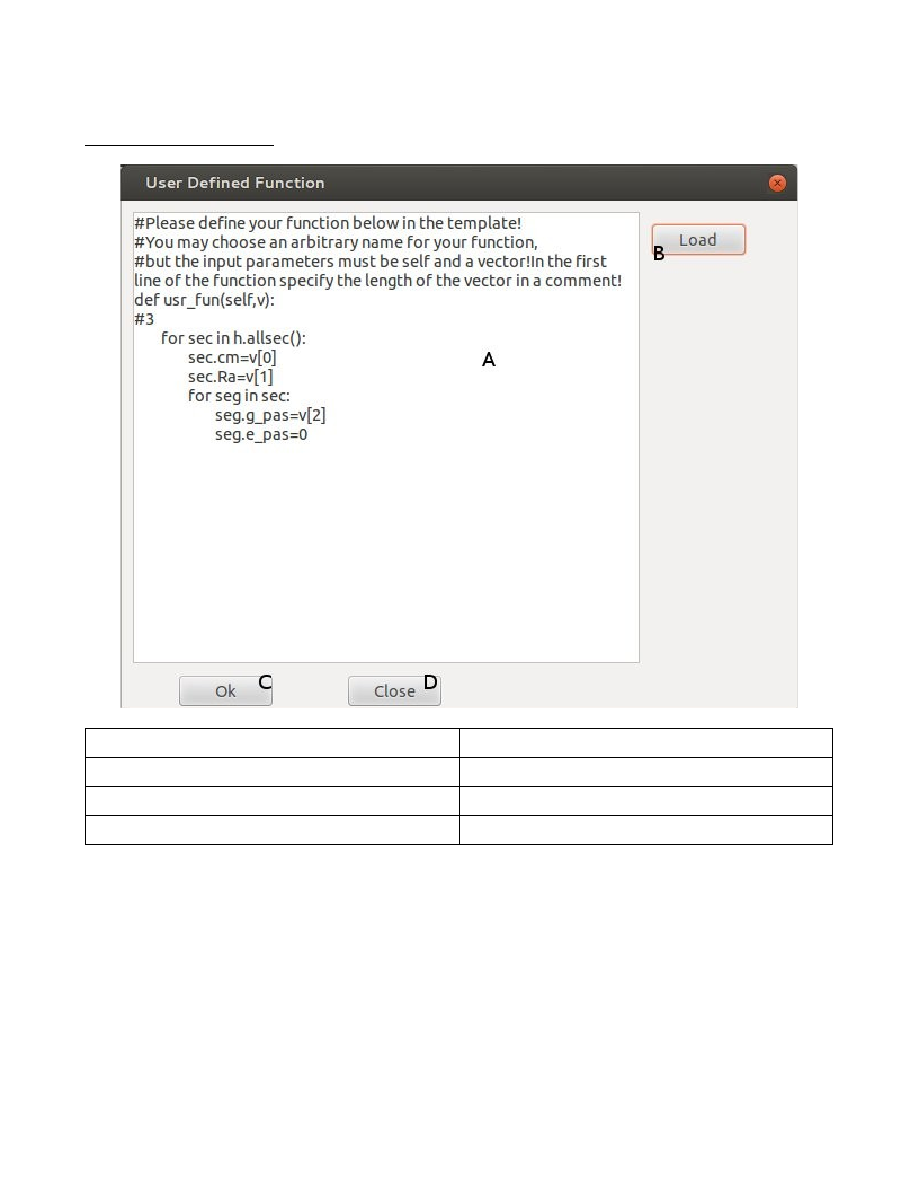 User Defined Function
#Please define your function below in the template!
Load
#You may choose an arbitrary name for your function,
B
#but the input parameters must be self and a vector!In the first
line of the function specify the length of the vector in a comment!
def usr_fun(self,v):
#3
for sec in h.allsec():
sec.cm=v[0]
A
sec.Ra=v[1]
for seg in sec:
seg.g_pas=v[2]
seg.e_pas=0
Ok
C
Close
D